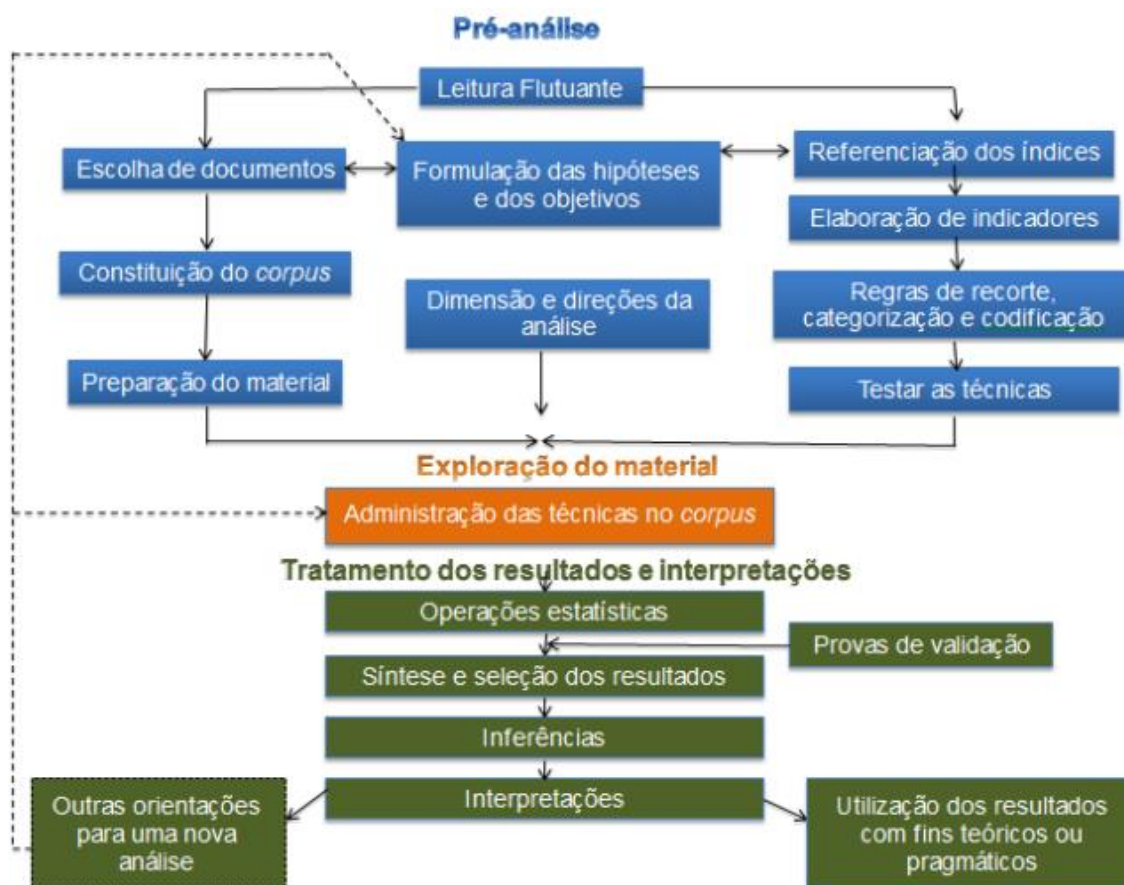 Pré-análise
Leitura Flutuante
Escolha de documentos
Formulação das hipóteses
e dos objetivos
Referenciação dos índices
Elaboração de indicadores
Constituição do corpus
Dimensão e direções da
análise
Regras de recorte,
categorização e codificação
Preparação do material
Testar as técnicas
Exploração do material
Administração das técnicas no corpus
Tratamento dos resultados e interpretações
Operações estatísticas
Provas de validação
Síntese e seleção dos resultados
Inferências
Interpretações
Outras orientações
para uma nova
análise
Utilização dos resultados
com fins teóricos ou
pragmáticos